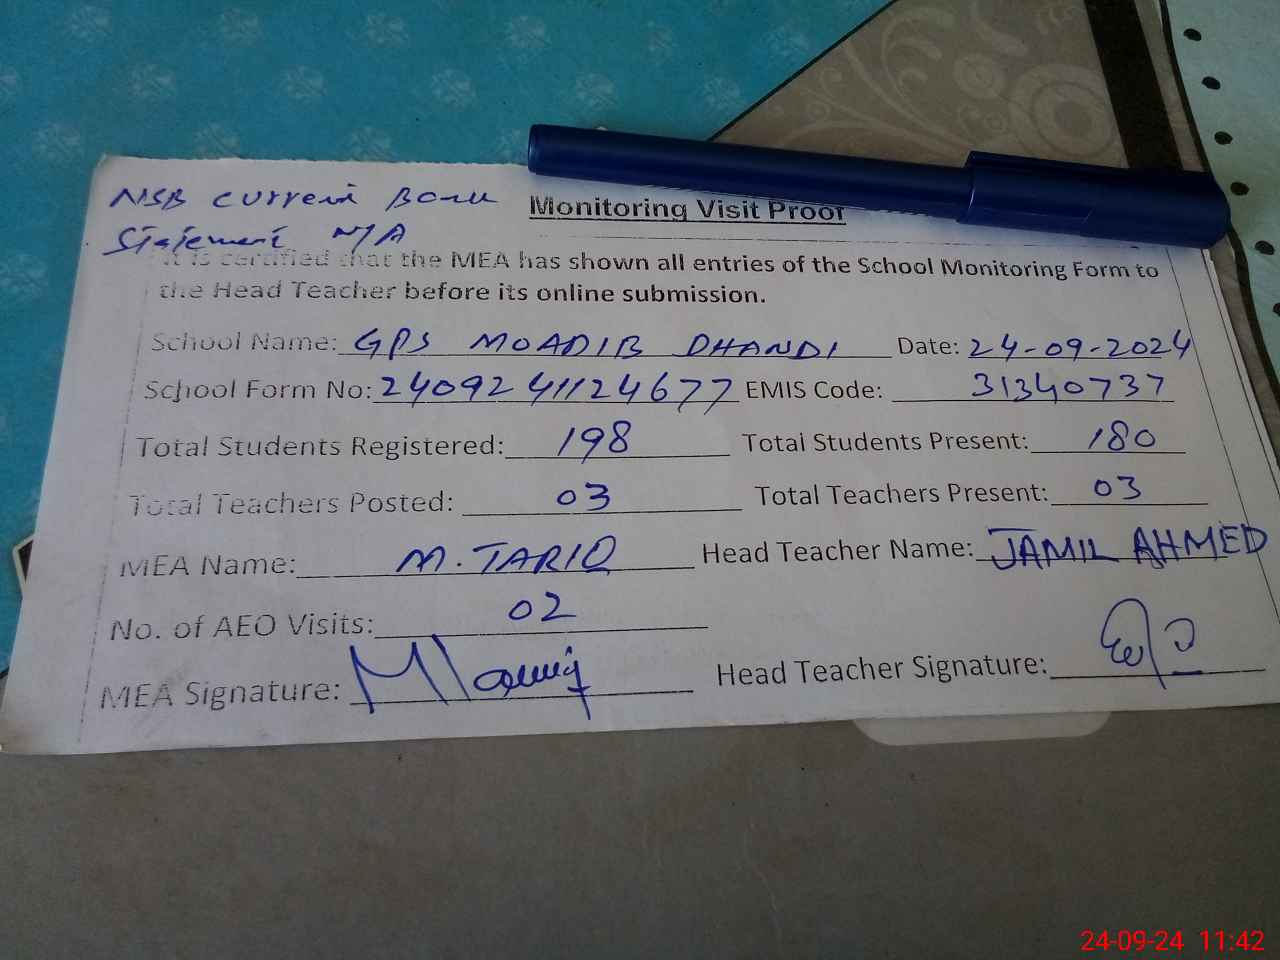 NSB current Bank
Statement N/A
Monitoring Visit Proof
It is certified that the MEA has shown all entries of the School Monitoring Form to
the Head Teacher before its online submission.
School Name: GPS MOADIB DHANDI Date: 24-09-2024
School Form No: 240924 1124677 EMIS Code: 31340737
Total Students Registered: 198 Total Students Present: 180
Total Teachers Posted: 03 Total Teachers Present: 03
MEA Name: M. TARIQ Head Teacher Name: JAMIL AHMED
No. of AEO Visits: 02
MEA Signature: Head Teacher Signature:
24-09-24 11:42